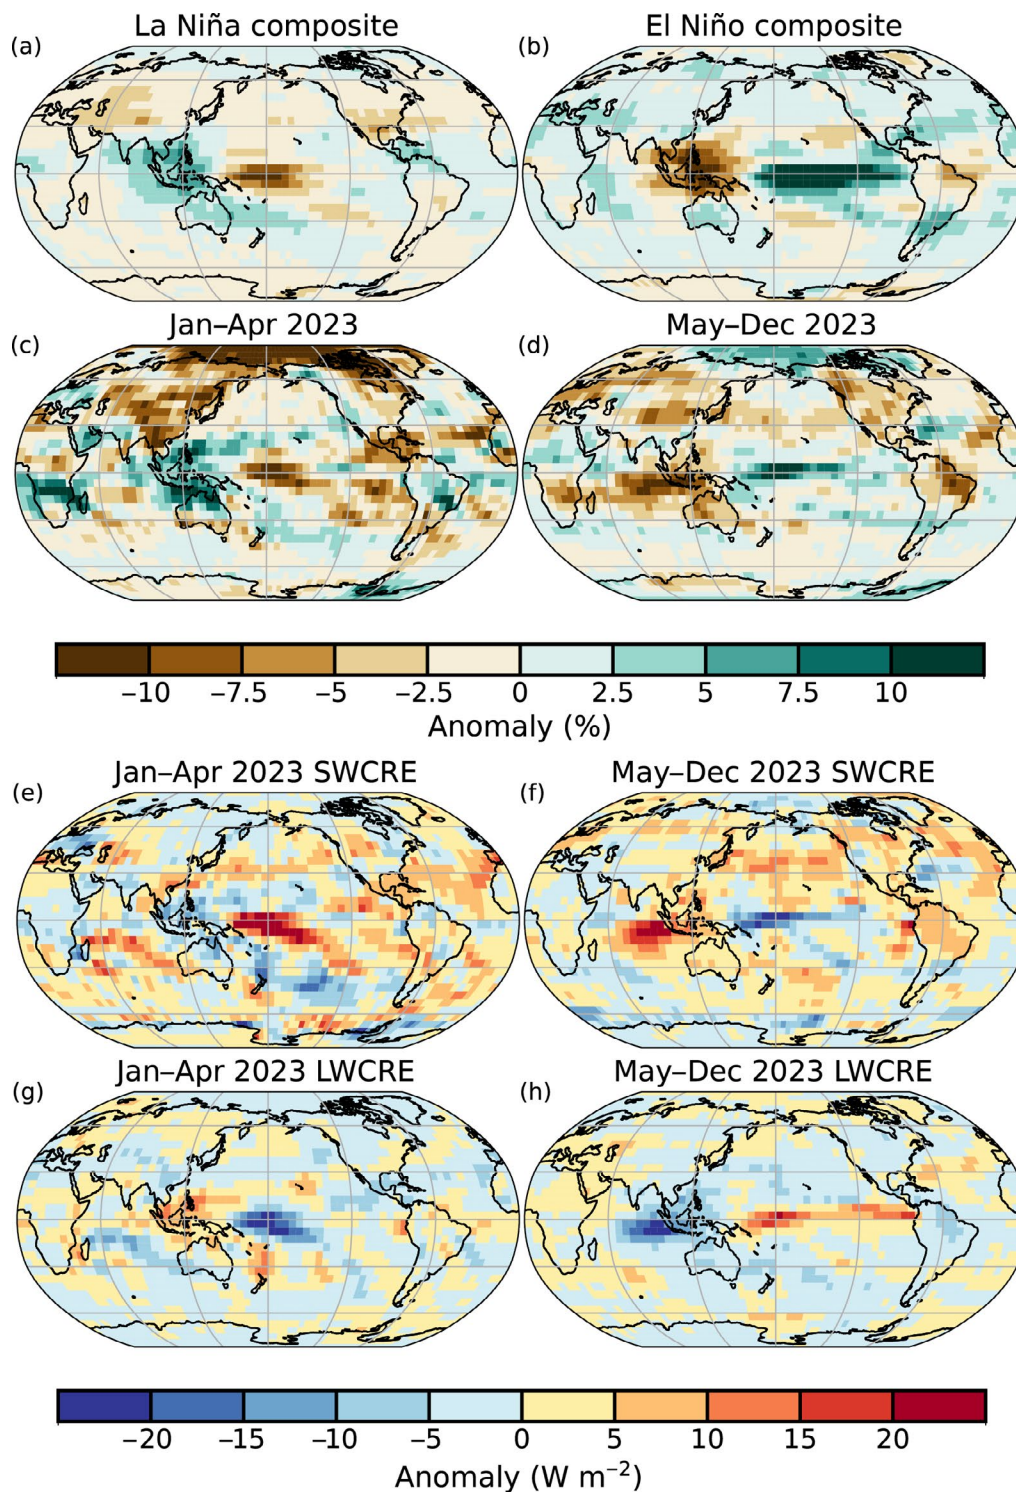 La Niña composite
El Niño composite
(a)
(b)
Jan–Apr 2023
May–Dec 2023
(c)
(d)
–10
–7.5
–5
–2.5
0
2.5
5
7.5
10
Anomaly (%)
Jan–Apr 2023 SWCRE
May–Dec 2023 SWCRE
(e)
(f)
Jan–Apr 2023 LWCRE
May–Dec 2023 LWCRE
(g)
(h)
–20
–15
–10
–5
0
5
10
15
20
Anomaly (W m⁻²)